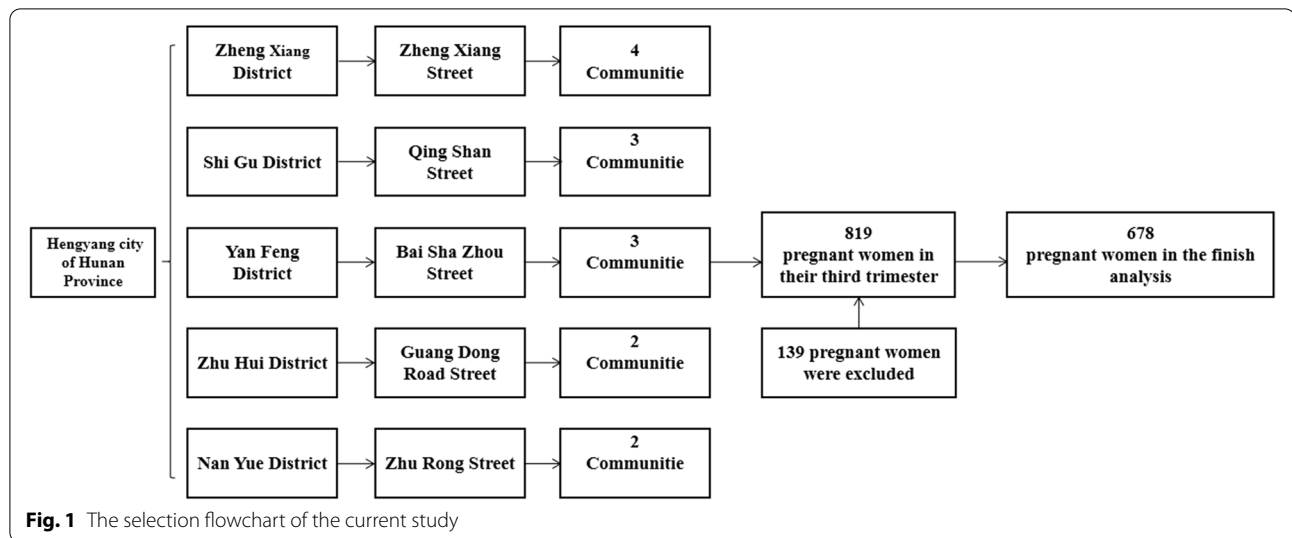 Zheng Xiang
District
Zheng Xiang
Street
4
Communitie
Shi Gu District
Qing Shan
Street
3
Communitie
Hengyang city
of Hunan
Province
Yan Feng
District
Bai Sha Zhou
Street
3
Communitie
819
pregnant women in
their third trimester
678
pregnant women in the finish
analysis
Zhu Hui District
Guang Dong
Road Street
2
Communitie
139 pregnant women
were excluded
Nan Yue District
Zhu Rong Street
2
Communitie
Fig. 1 The selection flowchart of the current study